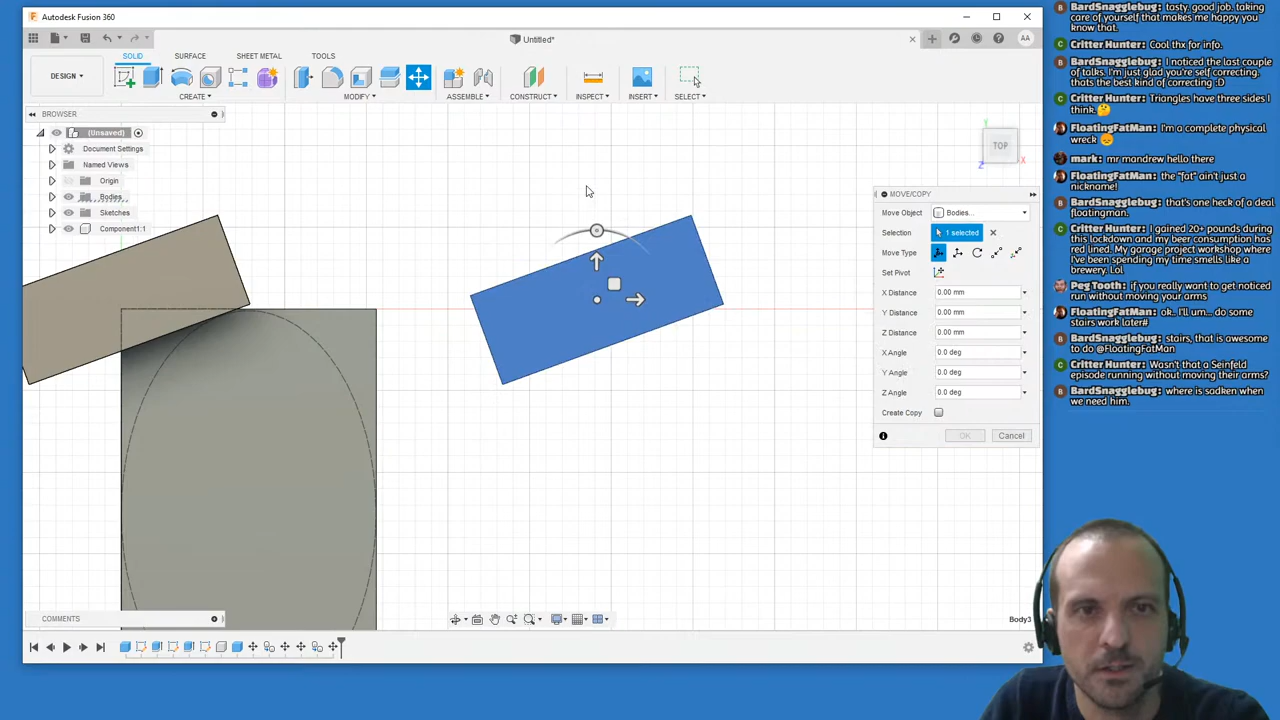 Autodesk Fusion 360
Untitled*
AA
DESIGN
SOLID
SURFACE
SHEET METAL
TOOLS
CREATE
MODIFY
ASSEMBLE
CONSTRUCT
INSPECT
INSERT
SELECT
BROWSER
(Unsaved)
Document Settings
Named Views
Origin
Bodies
Sketches
Component1:1
TOP
Y
X
Z
MOVE/COPY
Move Object
Bodies...
Selection
1 selected
Move Type
Set Pivot
X Distance
0.00 mm
Y Distance
0.00 mm
Z Distance
0.00 mm
X Angle
0.0 deg
Y Angle
0.0 deg
Z Angle
0.0 deg
Create Copy
OK
Cancel
COMMENTS
Body3
BardSnagglebug: tasty. good job. taking
care of yourself that makes me happy you
know that.
Critter Hunter: Cool thx for info.
BardSnagglebug: I noticed the last couple
of talks. I'm just glad you're self correcting.
thats the best kind of correcting :D
Critter Hunter: Triangles have three sides I
think.
FloatingFatMan: I'm a complete physical
wreck
mark: mr mandrew hello there
FloatingFatMan: the "fat" ain't just a
nickname!
BardSnagglebug: that's one heck of a deal
floatingman.
Critter Hunter: I gained 20+ pounds during
this lockdown and my beer consumption has
red lined. My garage project workshop where
I've been spending my time smells like a
brewery. Lol
Peg Tooth: if you really want to get noticed
run without moving your arms
FloatingFatMan: ok.. I'll um... do some
stairs work later#
BardSnagglebug: stairs, that is awesome
to do @FloatingFatMan
Critter Hunter: Wasn't that a Seinfeld
episode running without moving their arms?
BardSnagglebug: where is sadken when
we need him.